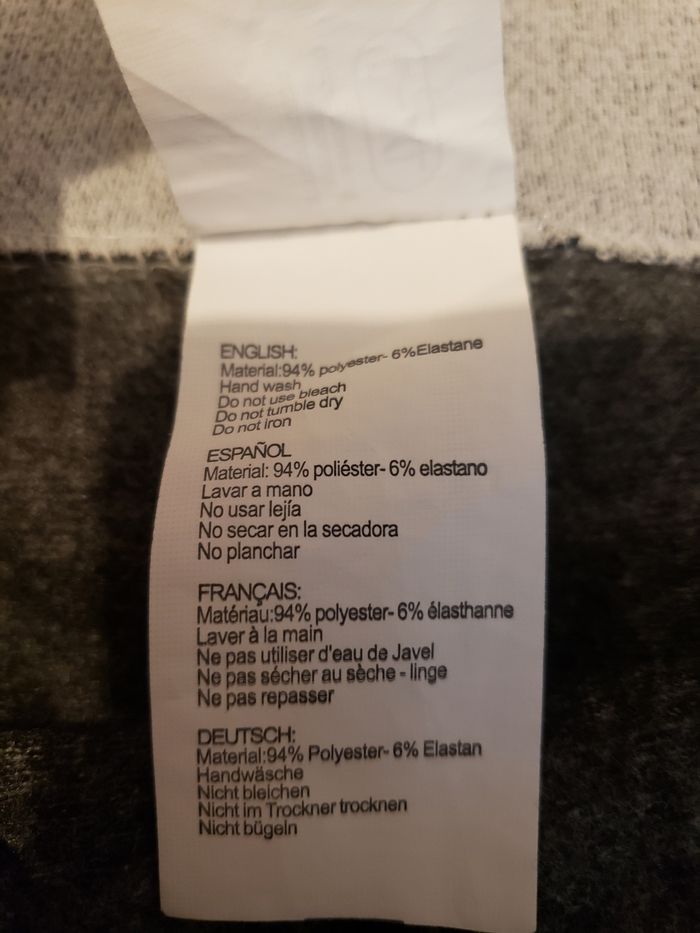 ENGLISH:
Material:94% polyester- 6%Elastane
Hand wash
Do not use bleach
Do not tumble dry
Do not iron
ESPAÑOL
Material: 94% poliéster- 6% elastano
Lavar a mano
No usar lejía
No secar en la secadora
No planchar
FRANÇAIS:
Matériau:94% polyester- 6% élasthanne
Laver à la main
Ne pas utiliser d'eau de Javel
Ne pas sécher au sèche - linge
Ne pas repasser
DEUTSCH:
Material:94% Polyester- 6% Elastan
Handwäsche
Nicht bleichen
Nicht im Trockner trocknen
Nicht bügeln